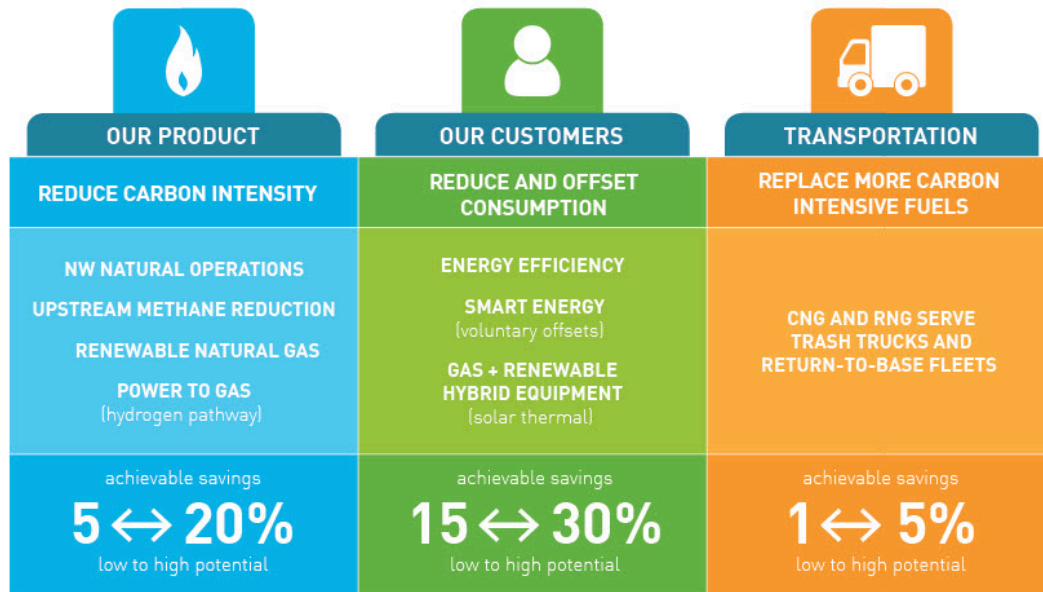 OUR PRODUCT
REDUCE CARBON INTENSITY
NW NATURAL OPERATIONS
UPSTREAM METHANE REDUCTION
RENEWABLE NATURAL GAS
POWER TO GAS
(hydrogen pathway)
achievable savings
5 ↔ 20%
low to high potential
OUR CUSTOMERS
REDUCE AND OFFSET
CONSUMPTION
ENERGY EFFICIENCY
SMART ENERGY
(voluntary offsets)
GAS + RENEWABLE
HYBRID EQUIPMENT
(solar thermal)
achievable savings
15 ↔ 30%
low to high potential
TRANSPORTATION
REPLACE MORE CARBON
INTENSIVE FUELS
CNG AND RNG SERVE
TRASH TRUCKS AND
RETURN-TO-BASE FLEETS
achievable savings
1 ↔ 5%
low to high potential